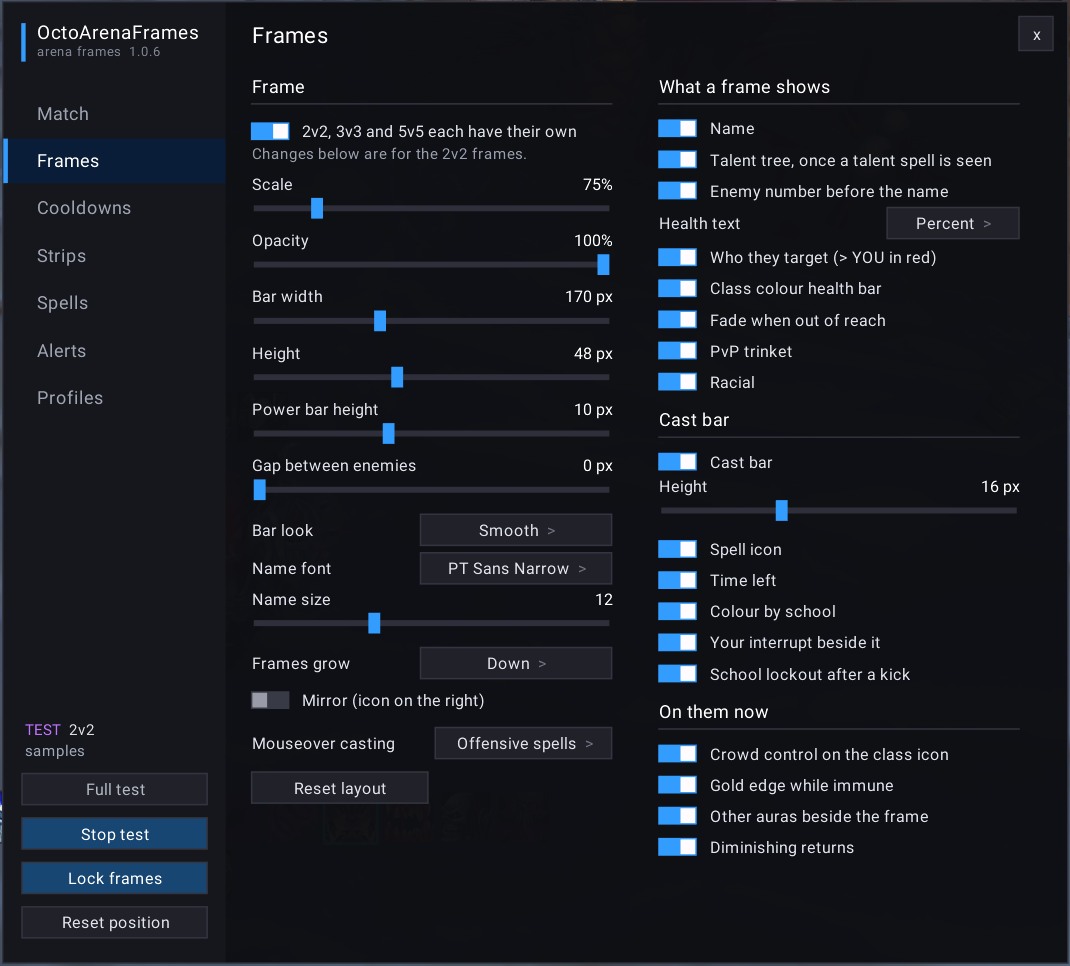 OctoArenaFrames
arena frames 1.0.6
Match
Frames
Cooldowns
Strips
Spells
Alerts
Profiles
TEST 2v2
samples
Full test
Stop test
Lock frames
Reset position
Frames
x
Frame
2v2, 3v3 and 5v5 each have their own
Changes below are for the 2v2 frames.
Scale 75%
Opacity 100%
Bar width 170 px
Height 48 px
Power bar height 10 px
Gap between enemies 0 px
Bar look Smooth >
Name font PT Sans Narrow >
Name size 12
Frames grow Down >
Mirror (icon on the right)
Mouseover casting Offensive spells >
Reset layout
What a frame shows
Name
Talent tree, once a talent spell is seen
Enemy number before the name
Health text Percent >
Who they target (> YOU in red)
Class colour health bar
Fade when out of reach
PvP trinket
Racial
Cast bar
Cast bar
Height 16 px
Spell icon
Time left
Colour by school
Your interrupt beside it
School lockout after a kick
On them now
Crowd control on the class icon
Gold edge while immune
Other auras beside the frame
Diminishing returns